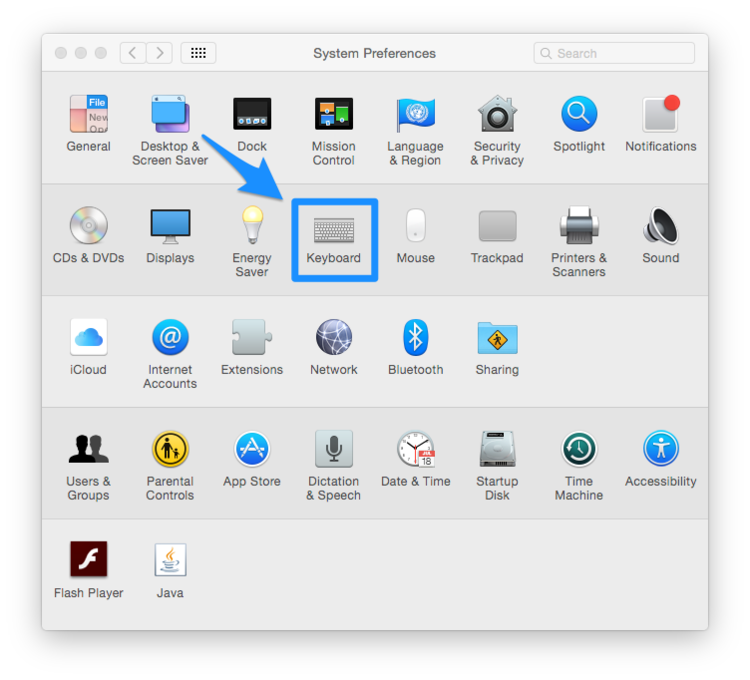 System Preferences
Search
File
New
Ope
General
Desktop &
Screen Saver
Dock
Mission
Control
Language
& Region
Security
& Privacy
Spotlight
Notifications
CDs & DVDs
Displays
Energy
Saver
Keyboard
Mouse
Trackpad
Printers &
Scanners
Sound
iCloud
@
Internet
Accounts
Extensions
Network
Bluetooth
Sharing
Users &
Groups
Parental
Controls
App Store
Dictation
& Speech
JUL
18
Date & Time
Startup
Disk
Time
Machine
Accessibility
Flash Player
Java